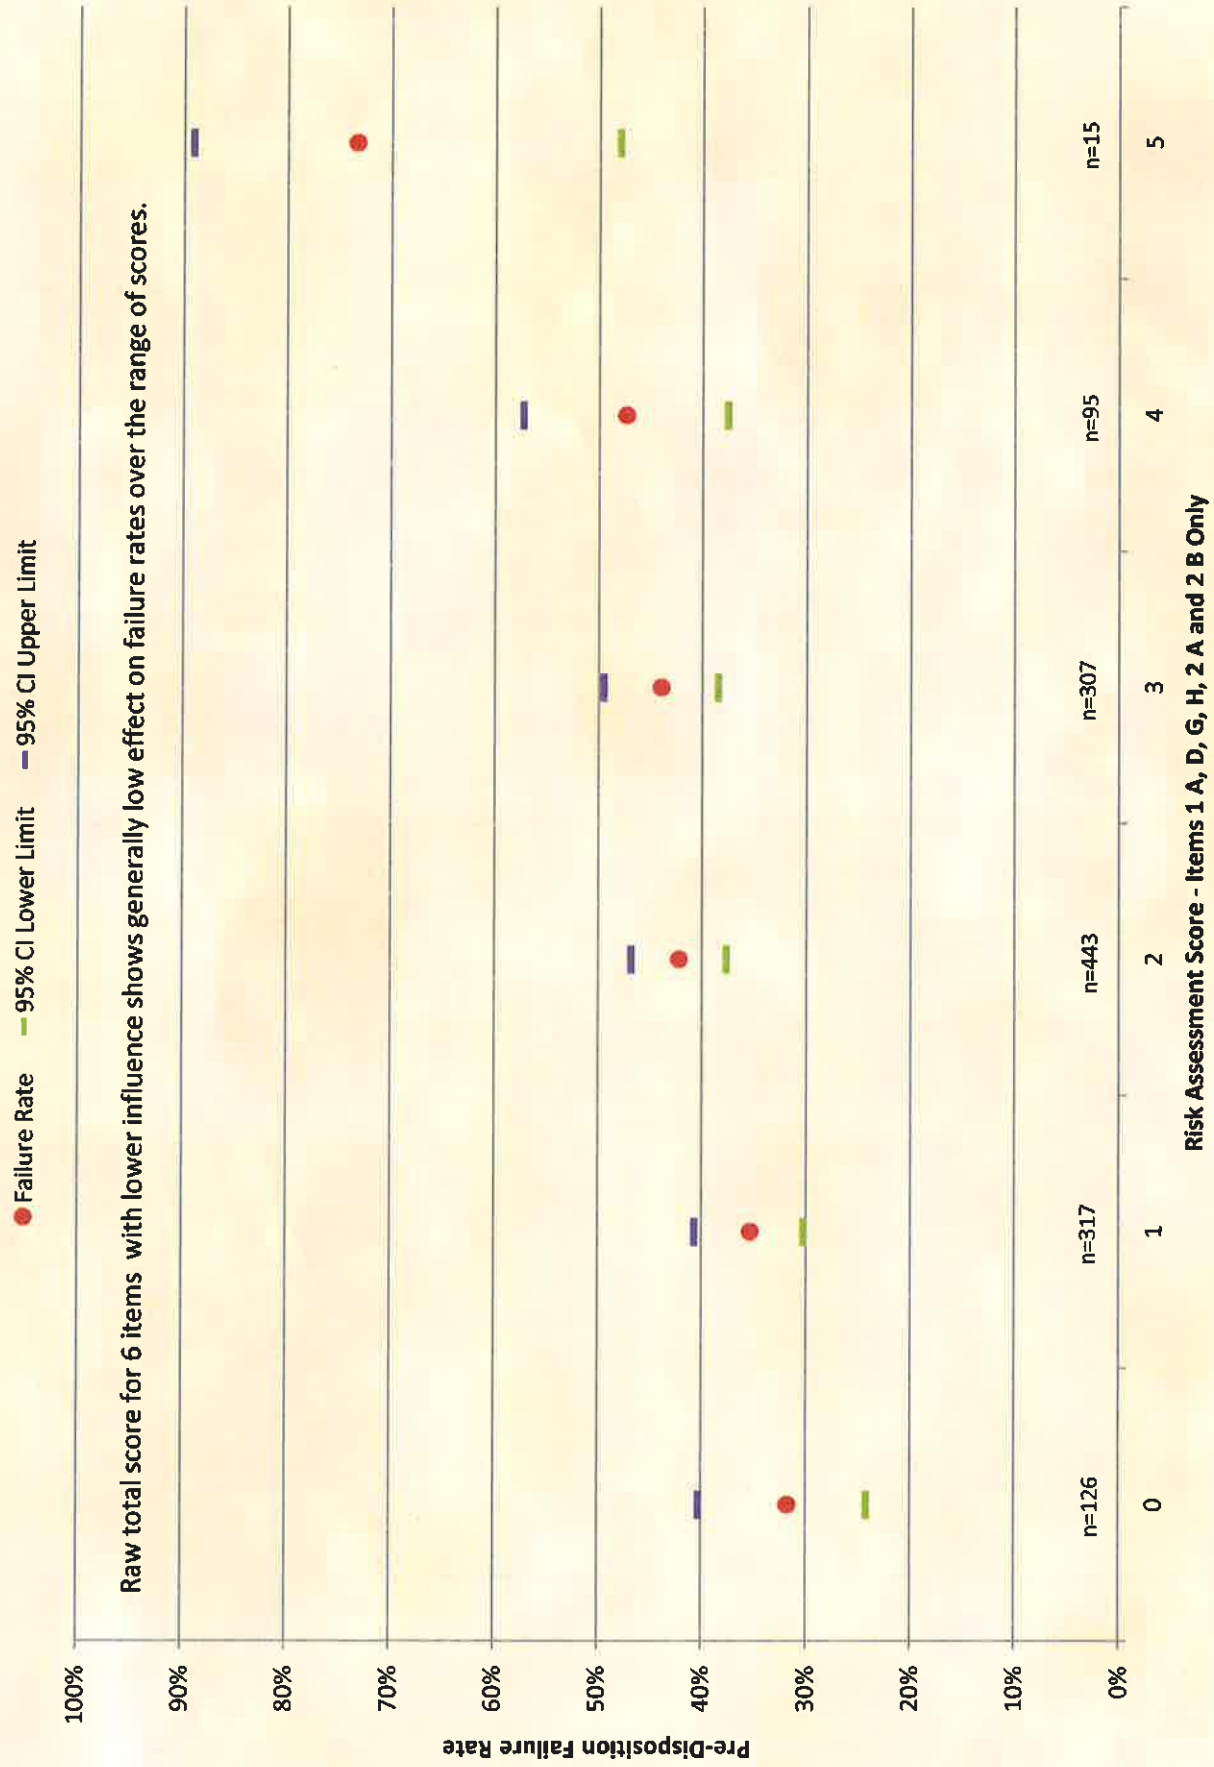 Failure Rate 95% CI Lower Limit 95% CI Upper Limit
Raw total score for 6 items with lower influence shows generally low effect on failure rates over the range of scores.
100%
90%
80%
70%
60%
50%
40%
30%
20%
10%
0%
Pre-Disposition Failure Rate
n=126 n=317 n=443 n=307 n=95 n=15
0 1 2 3 4 5
Risk Assessment Score - Items 1 A, D, G, H, 2 A and 2 B Only